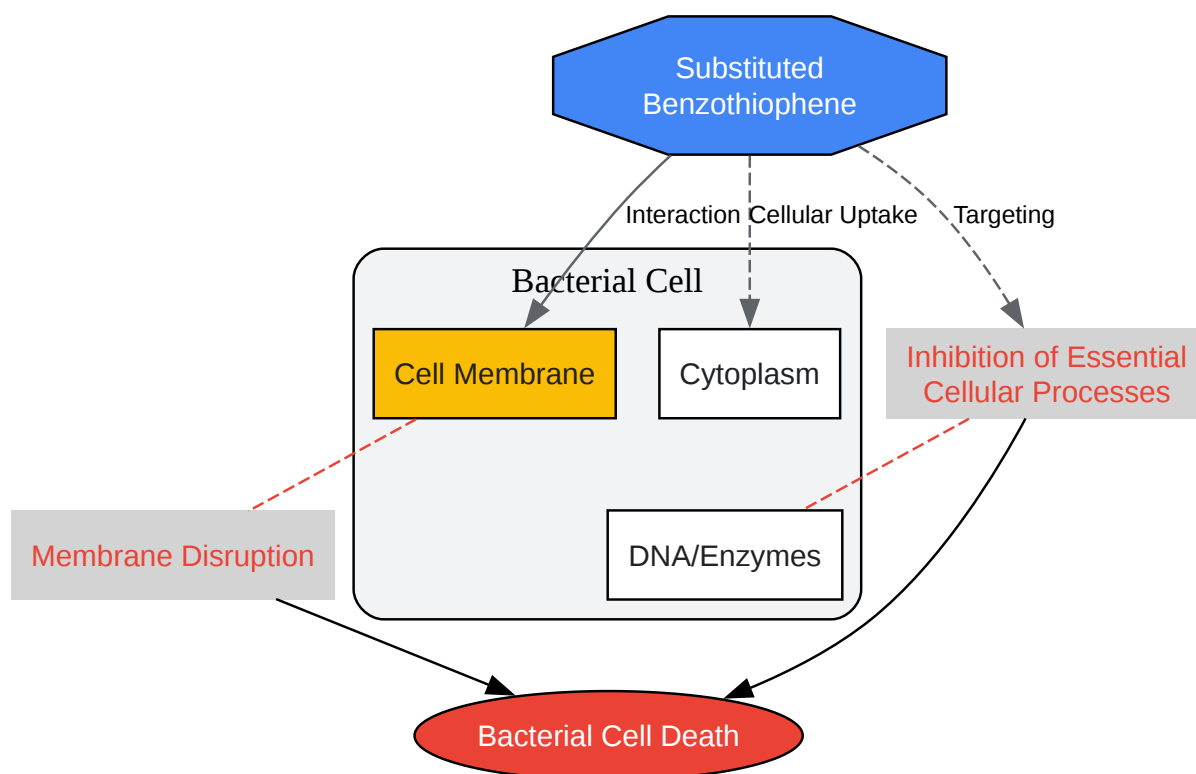 Substituted
Benzothiophene
Interaction
Cellular Uptake
Targeting
Bacterial Cell
Cell Membrane
Cytoplasm
Inhibition of Essential
Cellular Processes
Membrane Disruption
DNA/Enzymes
Bacterial Cell Death